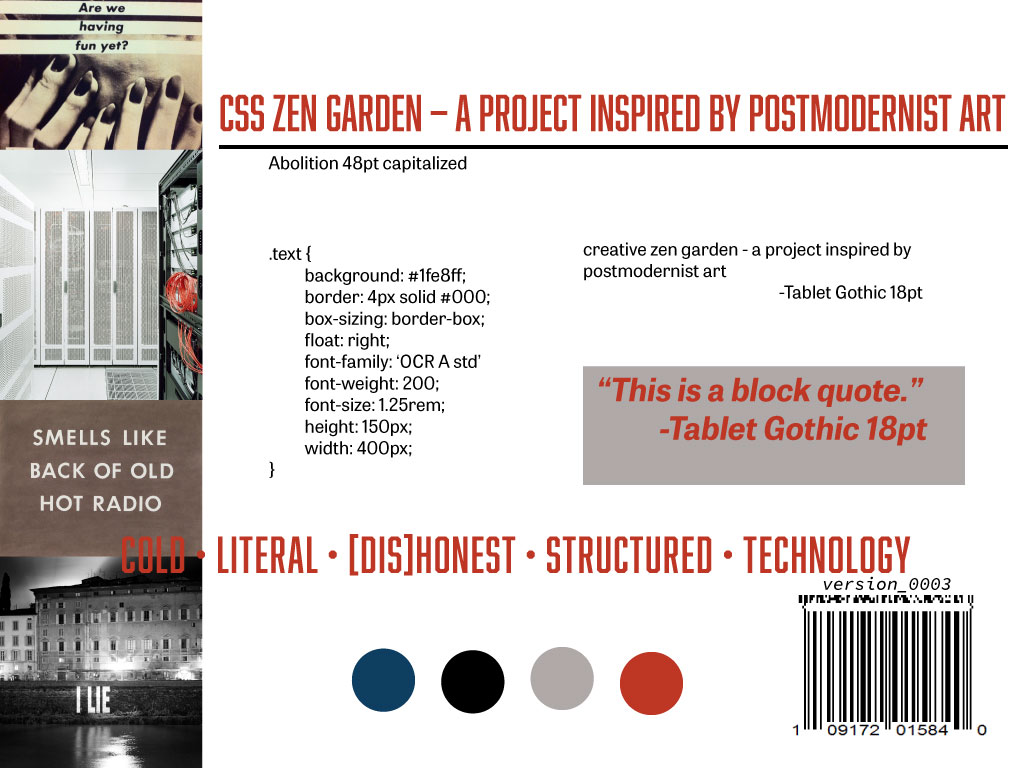 Are we
having
fun yet?
CSS ZEN GARDEN – A PROJECT INSPIRED BY POSTMODERNIST ART
Abolition 48pt capitalized
.text {
background: #1fe8ff;
border: 4px solid #000;
box-sizing: border-box;
float: right;
font-family: ‘OCR A std’
font-weight: 200;
font-size: 1.25rem;
height: 150px;
width: 400px;
}
creative zen garden - a project inspired by
postmodernist art
-Tablet Gothic 18pt
“This is a block quote.”
-Tablet Gothic 18pt
SMELLS LIKE
BACK OF OLD
HOT RADIO
COLD • LITERAL • [DIS]HONEST • STRUCTURED • TECHNOLOGY
version_0003
I LIE
1 09172 01584 0